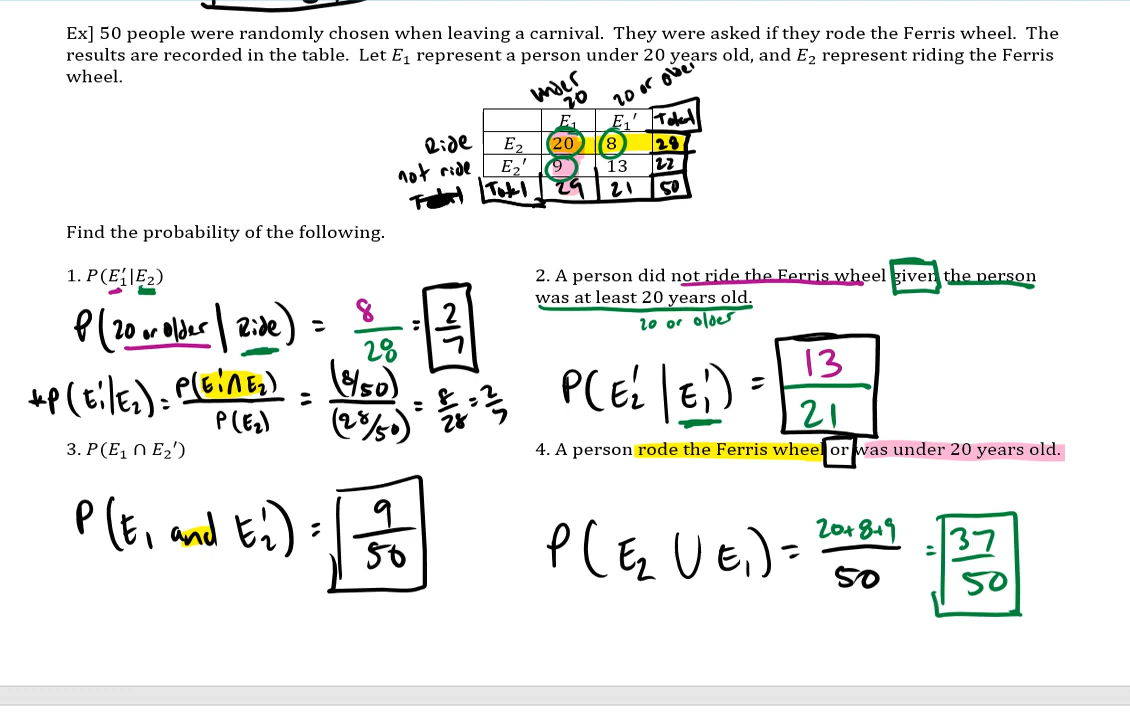 Ex] 50 people were randomly chosen when leaving a carnival. They were asked if they rode the Ferris wheel. The
results are recorded in the table. Let E₁ represent a person under 20 years old, and E₂ represent riding the Ferris
wheel.
under 20 20 or older
E₁ E₁' Total
Ride E₂ 20 8 28
not ride E₂' 9 13 22
Total 29 21 50
Find the probability of the following.
1. P(E₁'|E₂)
P(20 or older | Ride) = 8/28 = 2/7
*P(E₁'|E₂) = P(E₁'∩E₂)/P(E₂) = (8/50)/(28/50) = 8/28 = 2/7
2. A person did not ride the Ferris wheel given the person
was at least 20 years old.
20 or older
P(E₂' | E₁') = 13/21
3. P(E₁ ∩ E₂')
P(E₁ and E₂') = 9/50
4. A person rode the Ferris wheel or was under 20 years old.
P(E₂ ∪ E₁) = 20+8+9/50 = 37/50